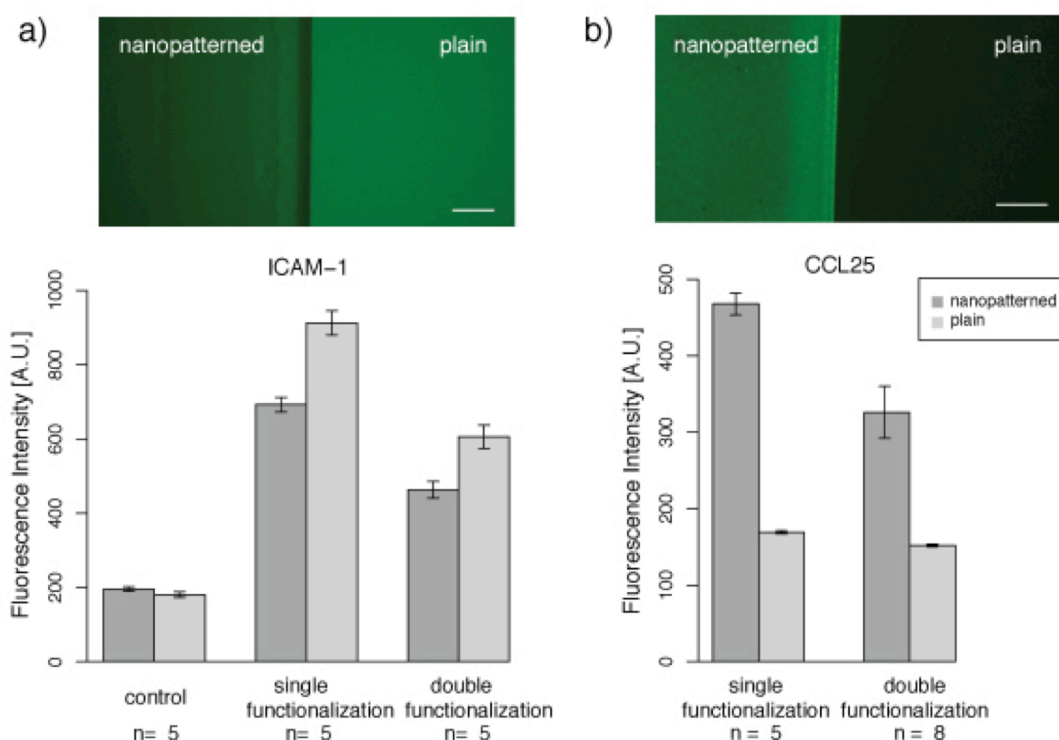 a)
nanopatterned plain
ICAM−1
Fluorescence Intensity [A.U.]
0 200 400 600 800 1000
control
n= 5
single
functionalization
n= 5
double
functionalization
n= 5
b)
nanopatterned plain
CCL25
nanopatterned
plain
Fluorescence Intensity [A.U.]
0 100 200 300 400 500
single
functionalization
n = 5
double
functionalization
n = 8